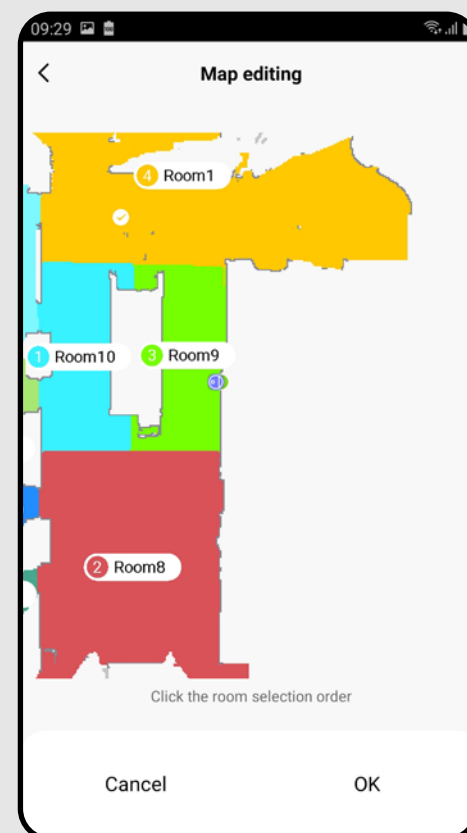 09:29
Map editing
4 Room1
1 Room10
3 Room9
2 Room8
Click the room selection order
Cancel
OK